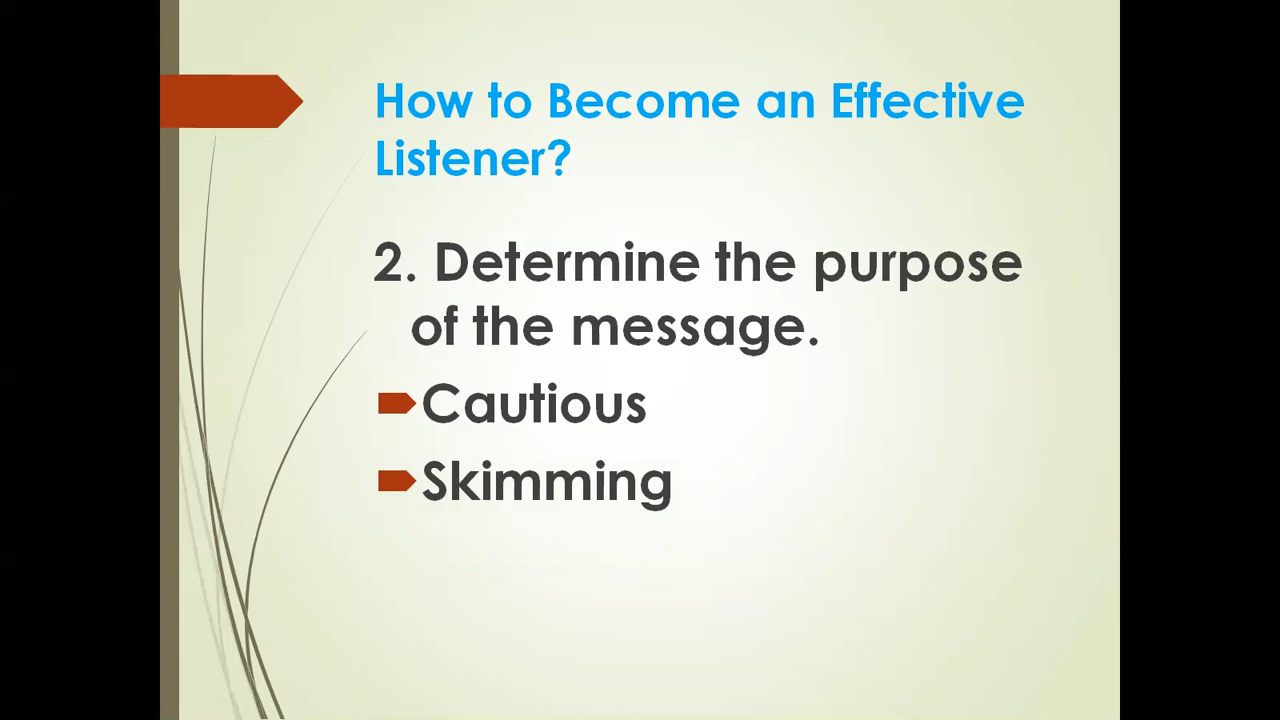 How to Become an Effective
Listener?
2. Determine the purpose
of the message.
Cautious
Skimming